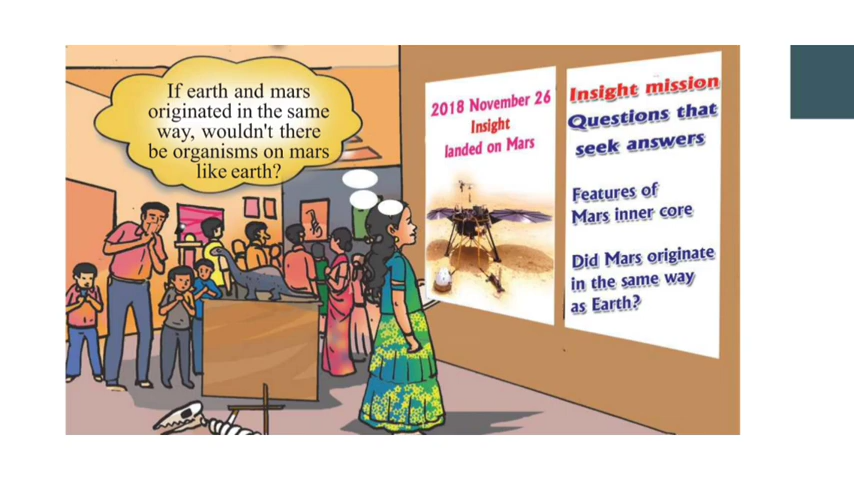 If earth and mars
originated in the same
way, wouldn't there
be organisms on mars
like earth?
2018 November 26
Insight
landed on Mars
Insight mission
Questions that
seek answers
Features of
Mars inner core
Did Mars originate
in the same way
as Earth?